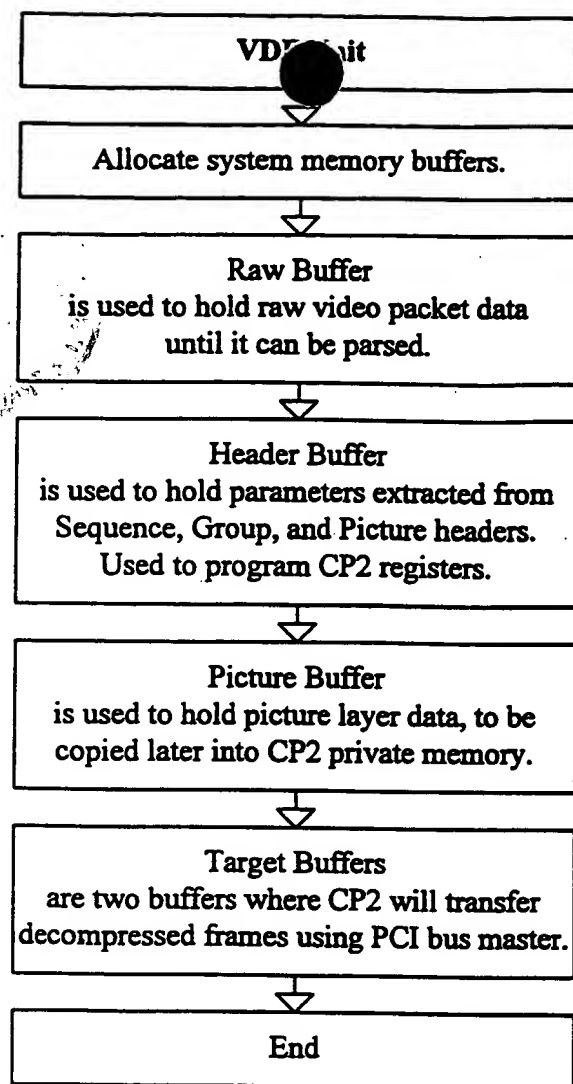 Allocate system memory buffers.
Raw Buffer
is used to hold raw video packet data
until it can be parsed.
Header Buffer
is used to hold parameters extracted from
Sequence, Group, and Picture headers.
Used to program CP2 registers.
Picture Buffer
is used to hold picture layer data, to be
copied later into CP2 private memory.
Target Buffers
are two buffers where CP2 will transfer
decompressed frames using PCI bus master.
End